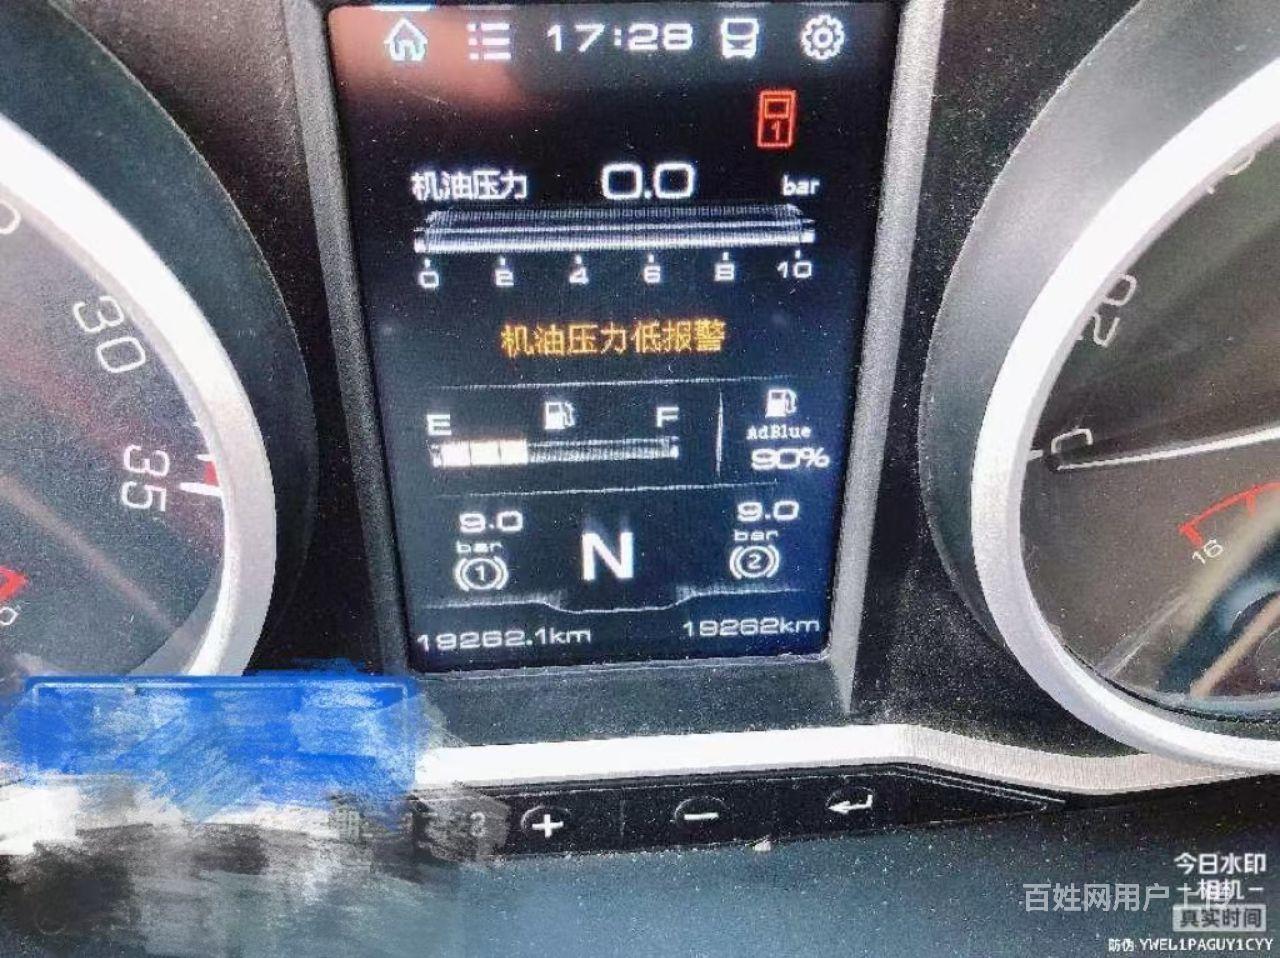 17:28
1
机油压力 0.0 bar
0 2 4 6 8 10
机油压力低报警
E F
AdBlue
90%
9.0 bar 1
N
9.0 bar 2
19262.1km 19262km
30
35
20
0
16
+ −
今日水印
相机
真实时间
百姓网用户
防伪 YWEL1PAGUY1CYY